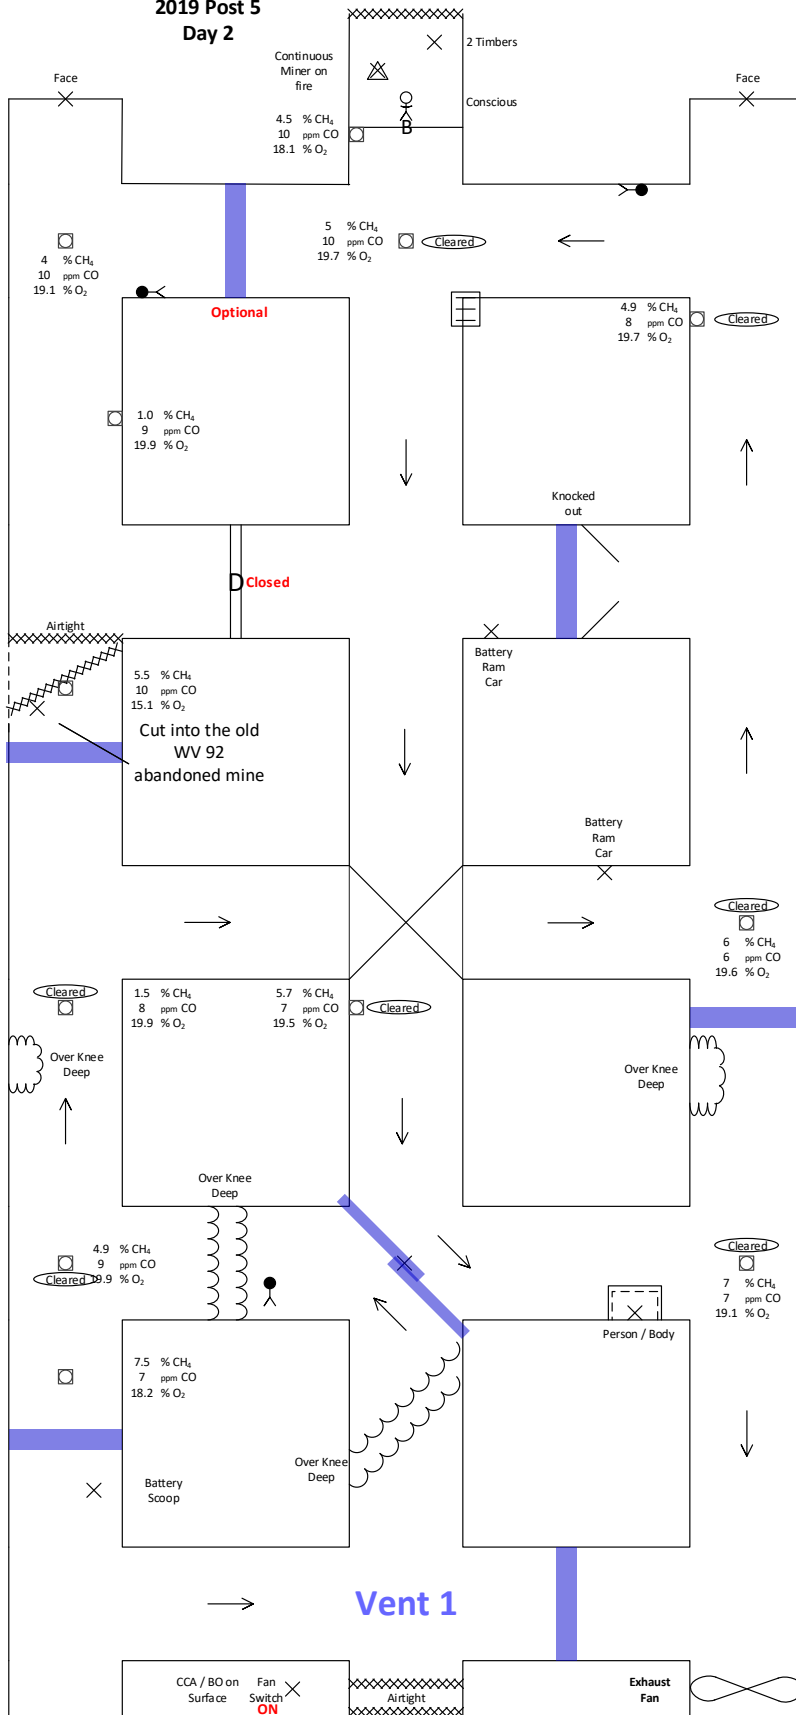 2019 Post 5
Day 2
Continuous
Miner on
fire
2 Timbers
Face
Face
Conscious
4.5 % CH₄
10 ppm CO
18.1 % O₂
B
5 % CH₄
10 ppm CO
19.7 % O₂
Cleared
4 % CH₄
10 ppm CO
19.1 % O₂
Optional
4.9 % CH₄
8 ppm CO
19.7 % O₂
Cleared
1.0 % CH₄
9 ppm CO
19.9 % O₂
Knocked
out
D Closed
Airtight
Battery
Ram
Car
5.5 % CH₄
10 ppm CO
15.1 % O₂
Cut into the old
WV 92
abandoned mine
Battery
Ram
Car
Cleared
6 % CH₄
6 ppm CO
19.6 % O₂
Cleared
1.5 % CH₄
8 ppm CO
19.9 % O₂
5.7 % CH₄
7 ppm CO
19.5 % O₂
Cleared
Over Knee
Deep
Over Knee
Deep
Over Knee
Deep
4.9 % CH₄
9 ppm CO
19.9 % O₂
Cleared
Cleared
7 % CH₄
7 ppm CO
19.1 % O₂
Person / Body
7.5 % CH₄
7 ppm CO
18.2 % O₂
Over Knee
Deep
Battery
Scoop
Vent 1
CCA / BO on
Surface
Fan
Switch
ON
Airtight
Exhaust
Fan